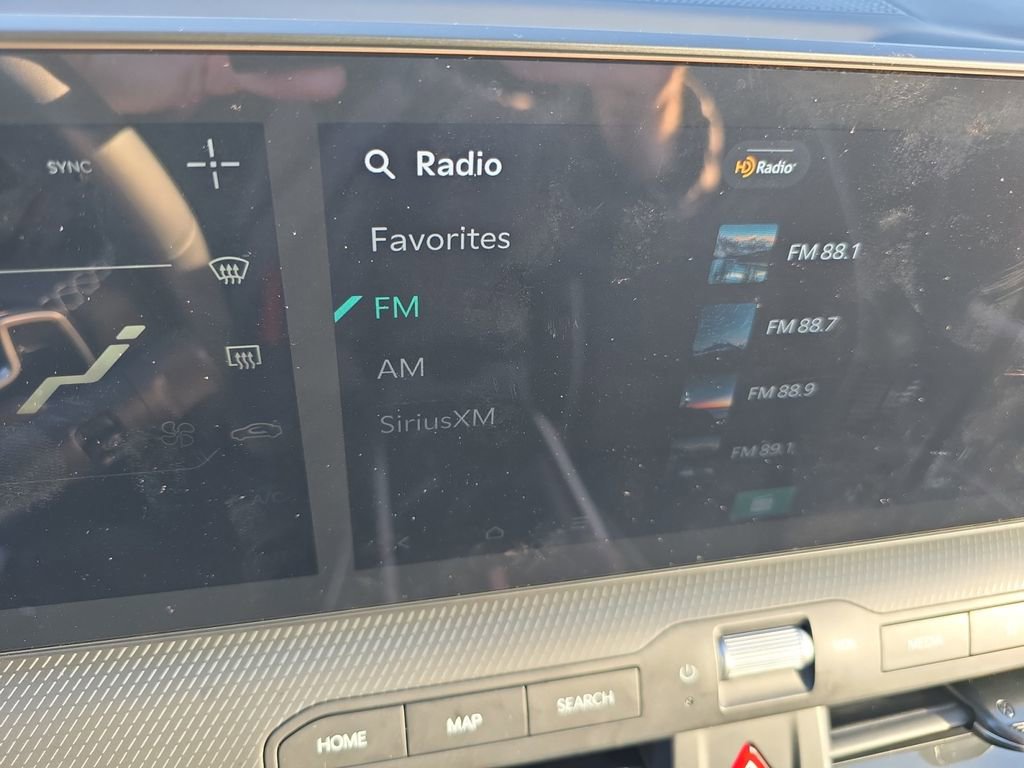 SYNC
Radio
HD Radio
Favorites
FM
AM
SiriusXM
FM 88.1
FM 88.7
FM 88.9
FM 89.1
A/C
HOME
MAP
SEARCH
MEDIA